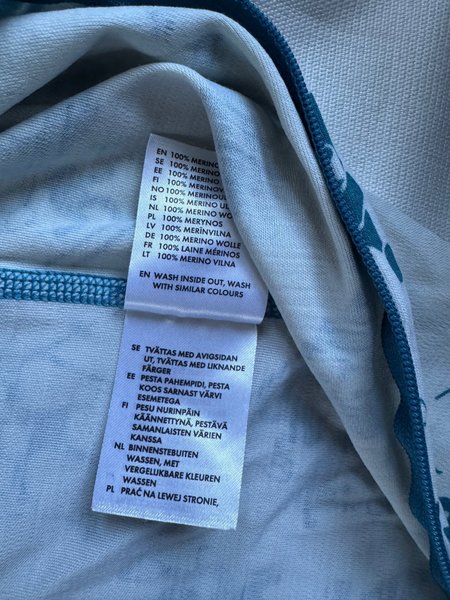 EN 100% MERINO
SE 100% MERINO
EE 100% MERINO
FI 100% MERINO
NO 100% MERINOUL
IS 100% MERINO UL
NL 100% MERINO WO
PL 100% MERYNOS
LV 100% MERĪNVILNA
DE 100% MERINO WOLLE
FR 100% LAINE MÉRINOS
LT 100% MERINO VILNA
EN WASH INSIDE OUT, WASH
WITH SIMILAR COLOURS
SE TVÄTTAS MED AVIGSIDAN
UT, TVÄTTAS MED LIKNANDE
FÄRGER
EE PESTA PAHEMPIDI, PESTA
KOOS SARNAST VÄRVI
ESEMETEGA
FI PESU NURINPÄIN
KÄÄNNETTYNÄ, PESTÄVÄ
SAMANLAISTEN VÄRIEN
KANSSA
NL BINNENSTEBUITEN
WASSEN, MET
VERGELIJKBARE KLEUREN
WASSEN
PL PRAĆ NA LEWEJ STRONIE,